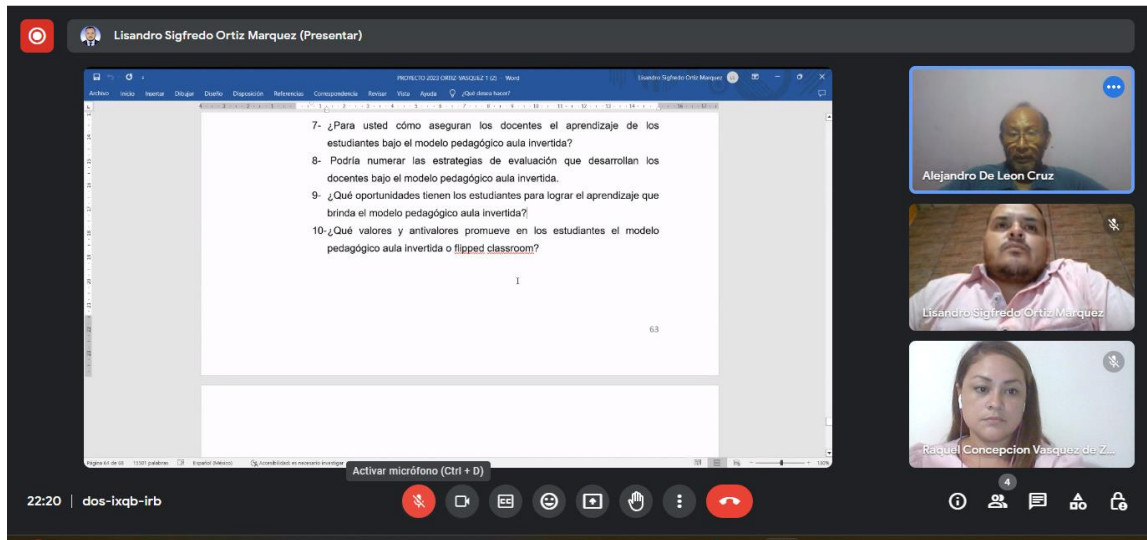 Lisandro Sigfredo Ortiz Marquez (Presentar)
PROYECTO 2023 ORTIZ-VASQUEZ 1 (2) - Word
Lisandro Sigfredo Ortiz Marquez
Archivo Inicio Insertar Dibujar Diseño Disposición Referencias Correspondencia Revisar Vista Ayuda ¿Qué desea hacer?
7- ¿Para usted cómo aseguran los docentes el aprendizaje de los
estudiantes bajo el modelo pedagógico aula invertida?
8- Podría numerar las estrategias de evaluación que desarrollan los
docentes bajo el modelo pedagógico aula invertida.
9- ¿Qué oportunidades tienen los estudiantes para lograr el aprendizaje que
brinda el modelo pedagógico aula invertida?
10-¿Qué valores y antivalores promueve en los estudiantes el modelo
pedagógico aula invertida o flipped classroom?
63
Español (México)
Activar micrófono (Ctrl + D)
Alejandro De Leon Cruz
Lisandro Sigfredo Ortiz Marquez
Raquel Concepcion Vasquez de Z...
22:20 | dos-ixqb-irb
4